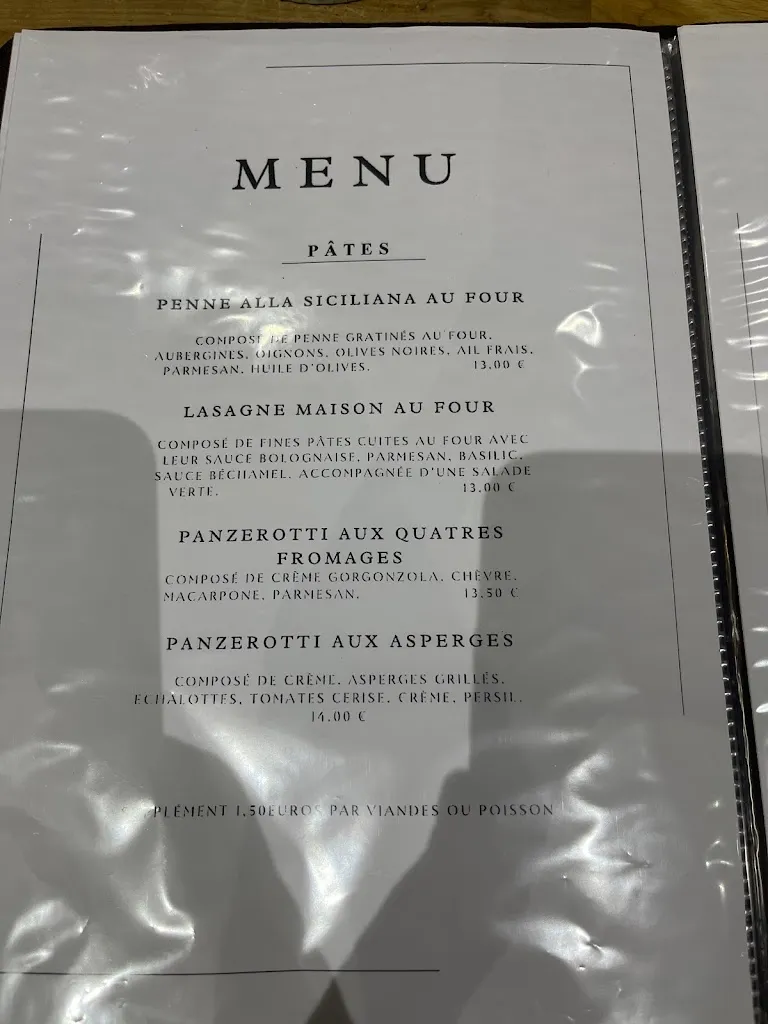 MENU
PÂTES
PENNE ALLA SICILIANA AU FOUR
COMPOSÉ DE PENNE GRATINÉS AU FOUR,
AUBERGINES, OIGNONS, OLIVES NOIRES, AIL FRAIS,
PARMESAN, HUILE D'OLIVES. 13,00 €
LASAGNE MAISON AU FOUR
COMPOSÉ DE FINES PÂTES CUITES AU FOUR AVEC
LEUR SAUCE BOLOGNAISE, PARMESAN, BASILIC,
SAUCE BÉCHAMEL, ACCOMPAGNÉE D'UNE SALADE
VERTE. 13,00 €
PANZEROTTI AUX QUATRES
FROMAGES
COMPOSÉ DE CRÈME GORGONZOLA, CHÈVRE,
MACARPONE, PARMESAN. 13,50 €
PANZEROTTI AUX ASPERGES
COMPOSÉ DE CRÈME, ASPERGES GRILLÉS,
ECHALOTTES, TOMATES CERISE, CRÈME, PERSIL.
14,00 €
PLÉMENT 1,50EUROS PAR VIANDES OU POISSON